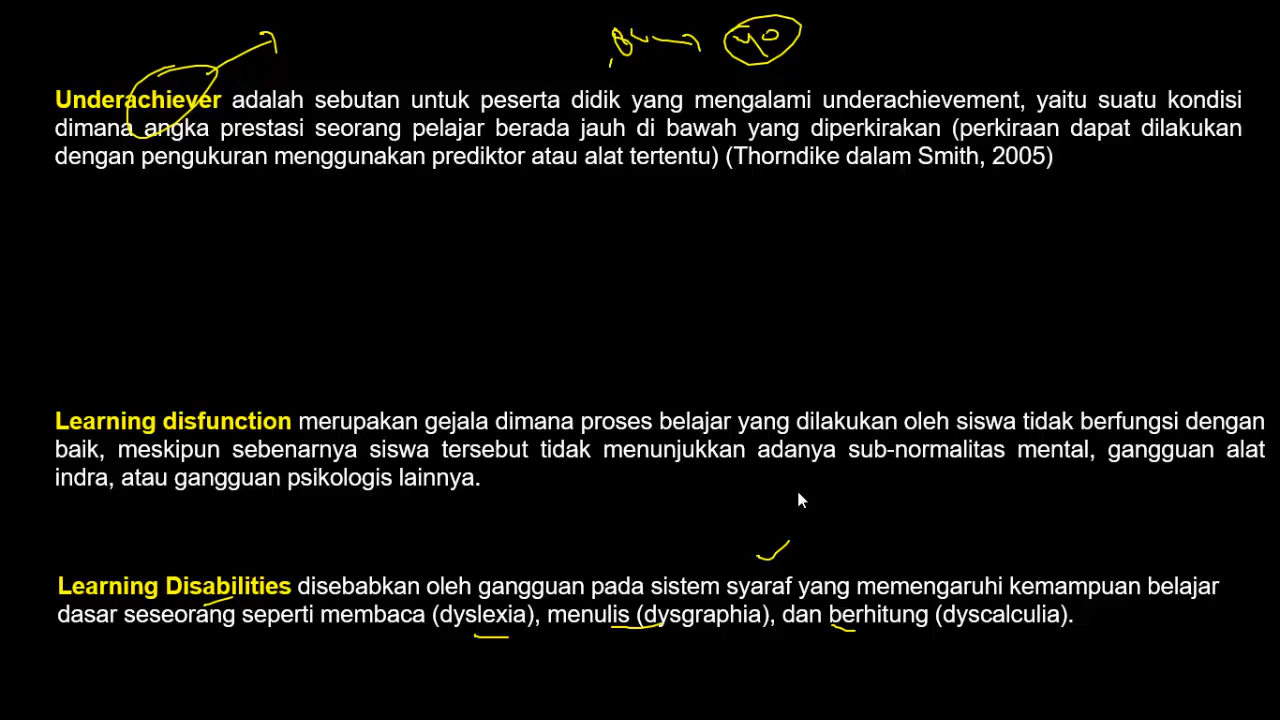 Underachiever adalah sebutan untuk peserta didik yang mengalami underachievement, yaitu suatu kondisi
dimana angka prestasi seorang pelajar berada jauh di bawah yang diperkirakan (perkiraan dapat dilakukan
dengan pengukuran menggunakan prediktor atau alat tertentu) (Thorndike dalam Smith, 2005)
Learning disfunction merupakan gejala dimana proses belajar yang dilakukan oleh siswa tidak berfungsi dengan
baik, meskipun sebenarnya siswa tersebut tidak menunjukkan adanya sub-normalitas mental, gangguan alat
indra, atau gangguan psikologis lainnya.
Learning Disabilities disebabkan oleh gangguan pada sistem syaraf yang memengaruhi kemampuan belajar
dasar seseorang seperti membaca (dyslexia), menulis (dysgraphia), dan berhitung (dyscalculia).